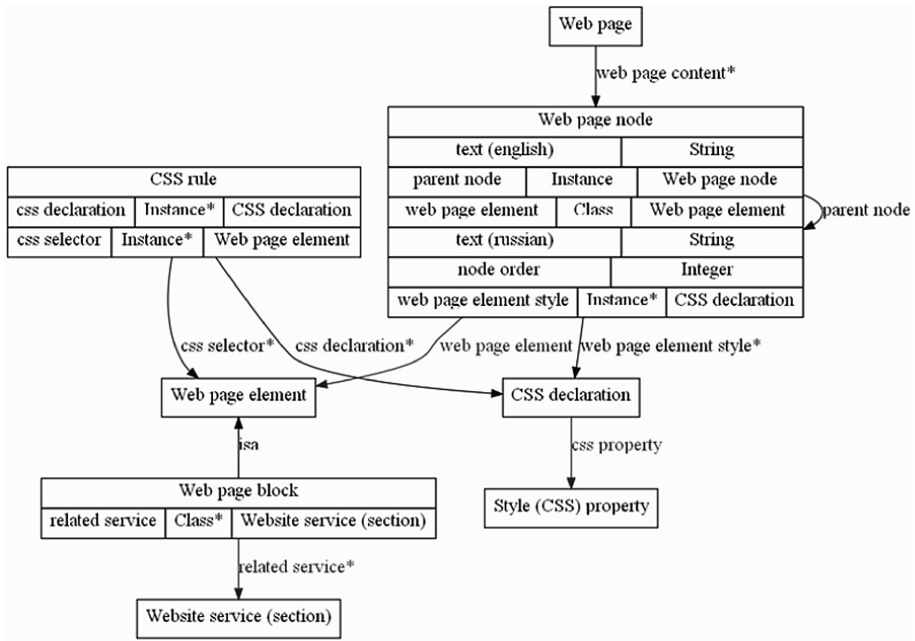 Web page
web page content*
Web page node
text (english) String
parent node Instance Web page node
web page element Class Web page element
parent node
text (russian) String
node order Integer
web page element style Instance* CSS declaration
CSS rule
css declaration Instance* CSS declaration
css selector Instance* Web page element
css selector* css declaration* web page element web page element style*
Web page element CSS declaration
isa css property
Web page block
related service Class* Website service (section)
Style (CSS) property
related service*
Website service (section)